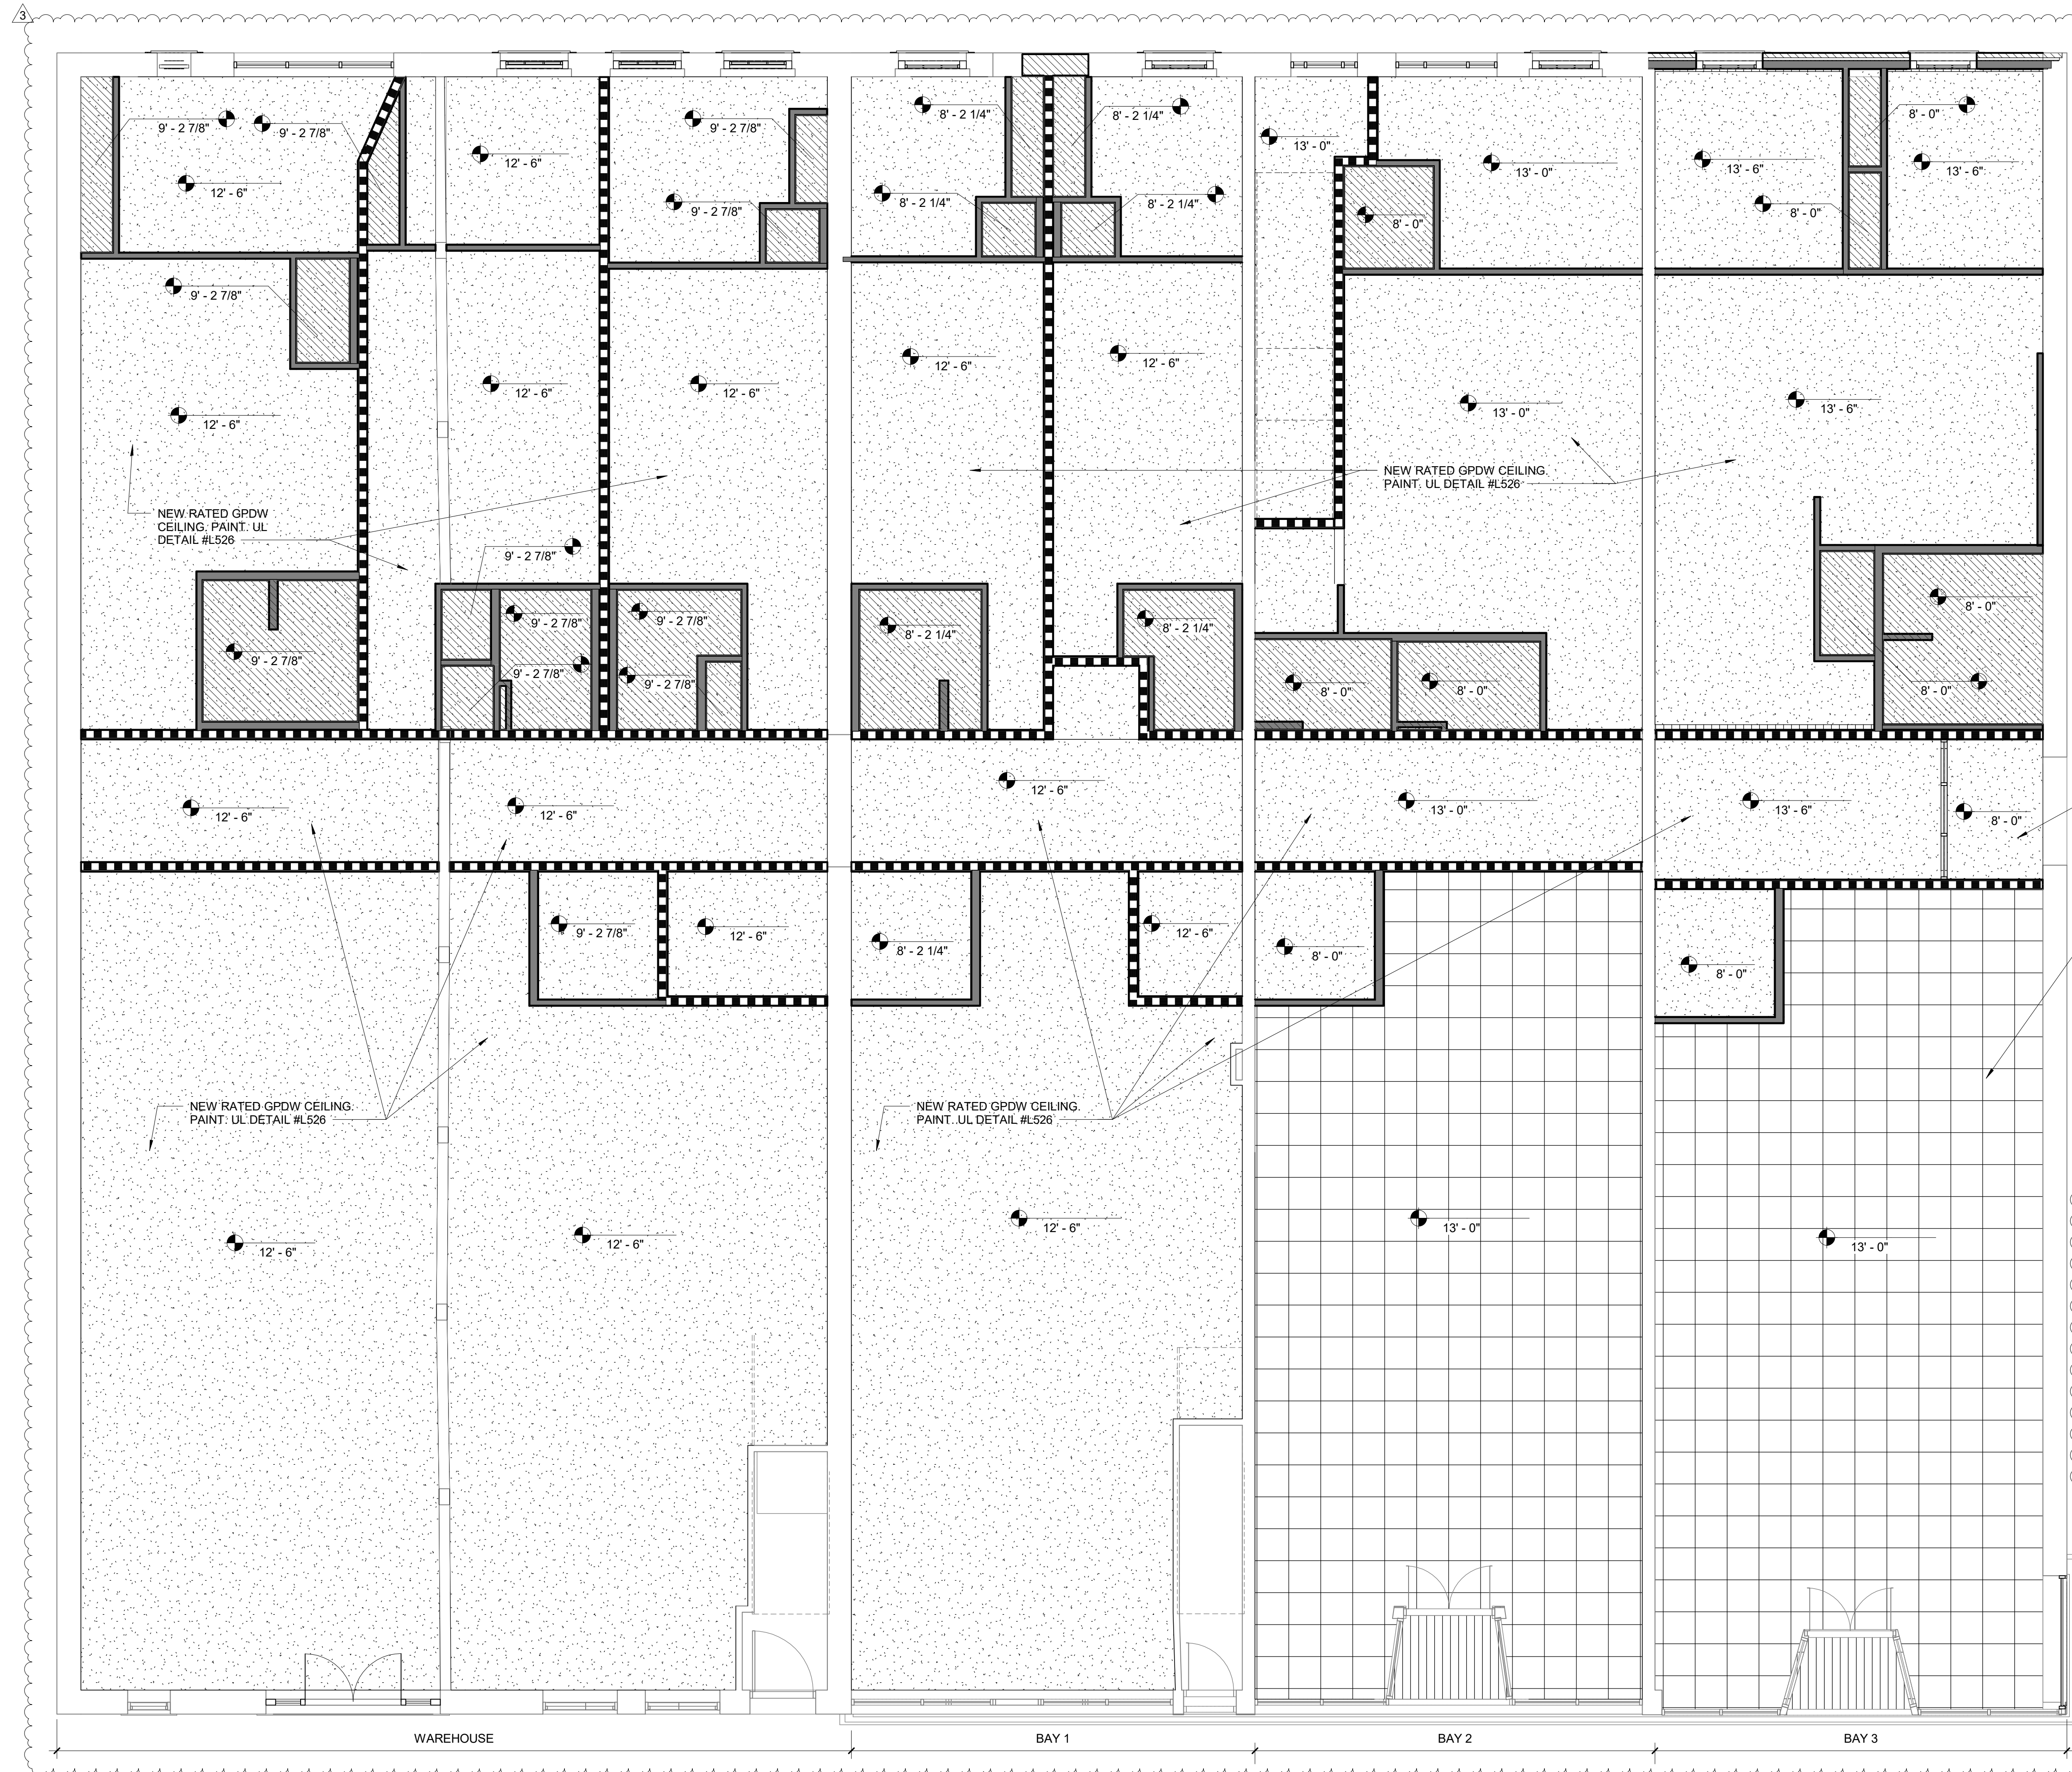 3
9' - 2 7/8"
9' - 2 7/8"
12' - 6"
12' - 6"
9' - 2 7/8"
9' - 2 7/8"
8' - 2 1/4"
8' - 2 1/4"
8' - 2 1/4"
8' - 2 1/4"
13' - 0"
13' - 0"
8' - 0"
13' - 6"
8' - 0"
8' - 0"
13' - 6"
9' - 2 7/8"
12' - 6"
12' - 6"
12' - 6"
12' - 6"
12' - 6"
13' - 0"
13' - 6"
NEW RATED GPDW CEILING.
PAINT. UL DETAIL #L526
NEW RATED GPDW
CEILING. PAINT. UL
DETAIL #L526
9' - 2 7/8"
9' - 2 7/8"
9' - 2 7/8"
9' - 2 7/8"
9' - 2 7/8"
9' - 2 7/8"
8' - 2 1/4"
8' - 2 1/4"
8' - 0"
8' - 0"
8' - 0"
8' - 0"
12' - 6"
12' - 6"
12' - 6"
13' - 0"
13' - 6"
8' - 0"
9' - 2 7/8"
12' - 6"
8' - 2 1/4"
12' - 6"
8' - 0"
8' - 0"
NEW RATED GPDW CEILING.
PAINT. UL DETAIL #L526
NEW RATED GPDW CEILING.
PAINT. UL DETAIL #L526
12' - 6"
12' - 6"
12' - 6"
13' - 0"
13' - 0"
WAREHOUSE
BAY 1
BAY 2
BAY 3